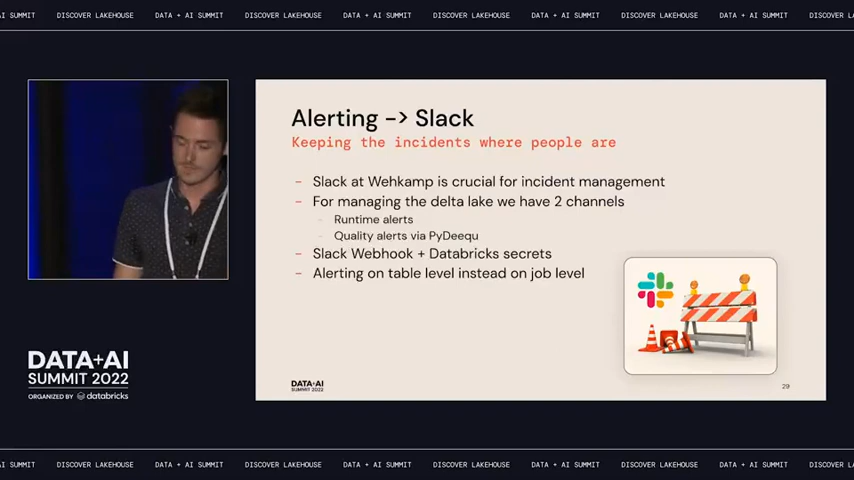 AI SUMMIT DISCOVER LAKEHOUSE DATA + AI SUMMIT DISCOVER LAKEHOUSE DATA + AI SUMMIT DISCOVER LAKEHOUSE DATA + AI SUMMIT DISCOVER LAKEHOUSE DATA + AI SUMMIT DISCOVER LA
Alerting -> Slack
Keeping the incidents where people are
- Slack at Wehkamp is crucial for incident management
- For managing the delta lake we have 2 channels
- Runtime alerts
- Quality alerts via PyDeequ
- Slack Webhook + Databricks secrets
- Alerting on table level instead on job level
DATA+AI
SUMMIT 2022
29
DATA+AI
SUMMIT 2022
ORGANIZED BY databricks
AI SUMMIT DISCOVER LAKEHOUSE DATA + AI SUMMIT DISCOVER LAKEHOUSE DATA + AI SUMMIT DISCOVER LAKEHOUSE DATA + AI SUMMIT DISCOVER LAKEHOUSE DATA + AI SUMMIT DISCOVER LA